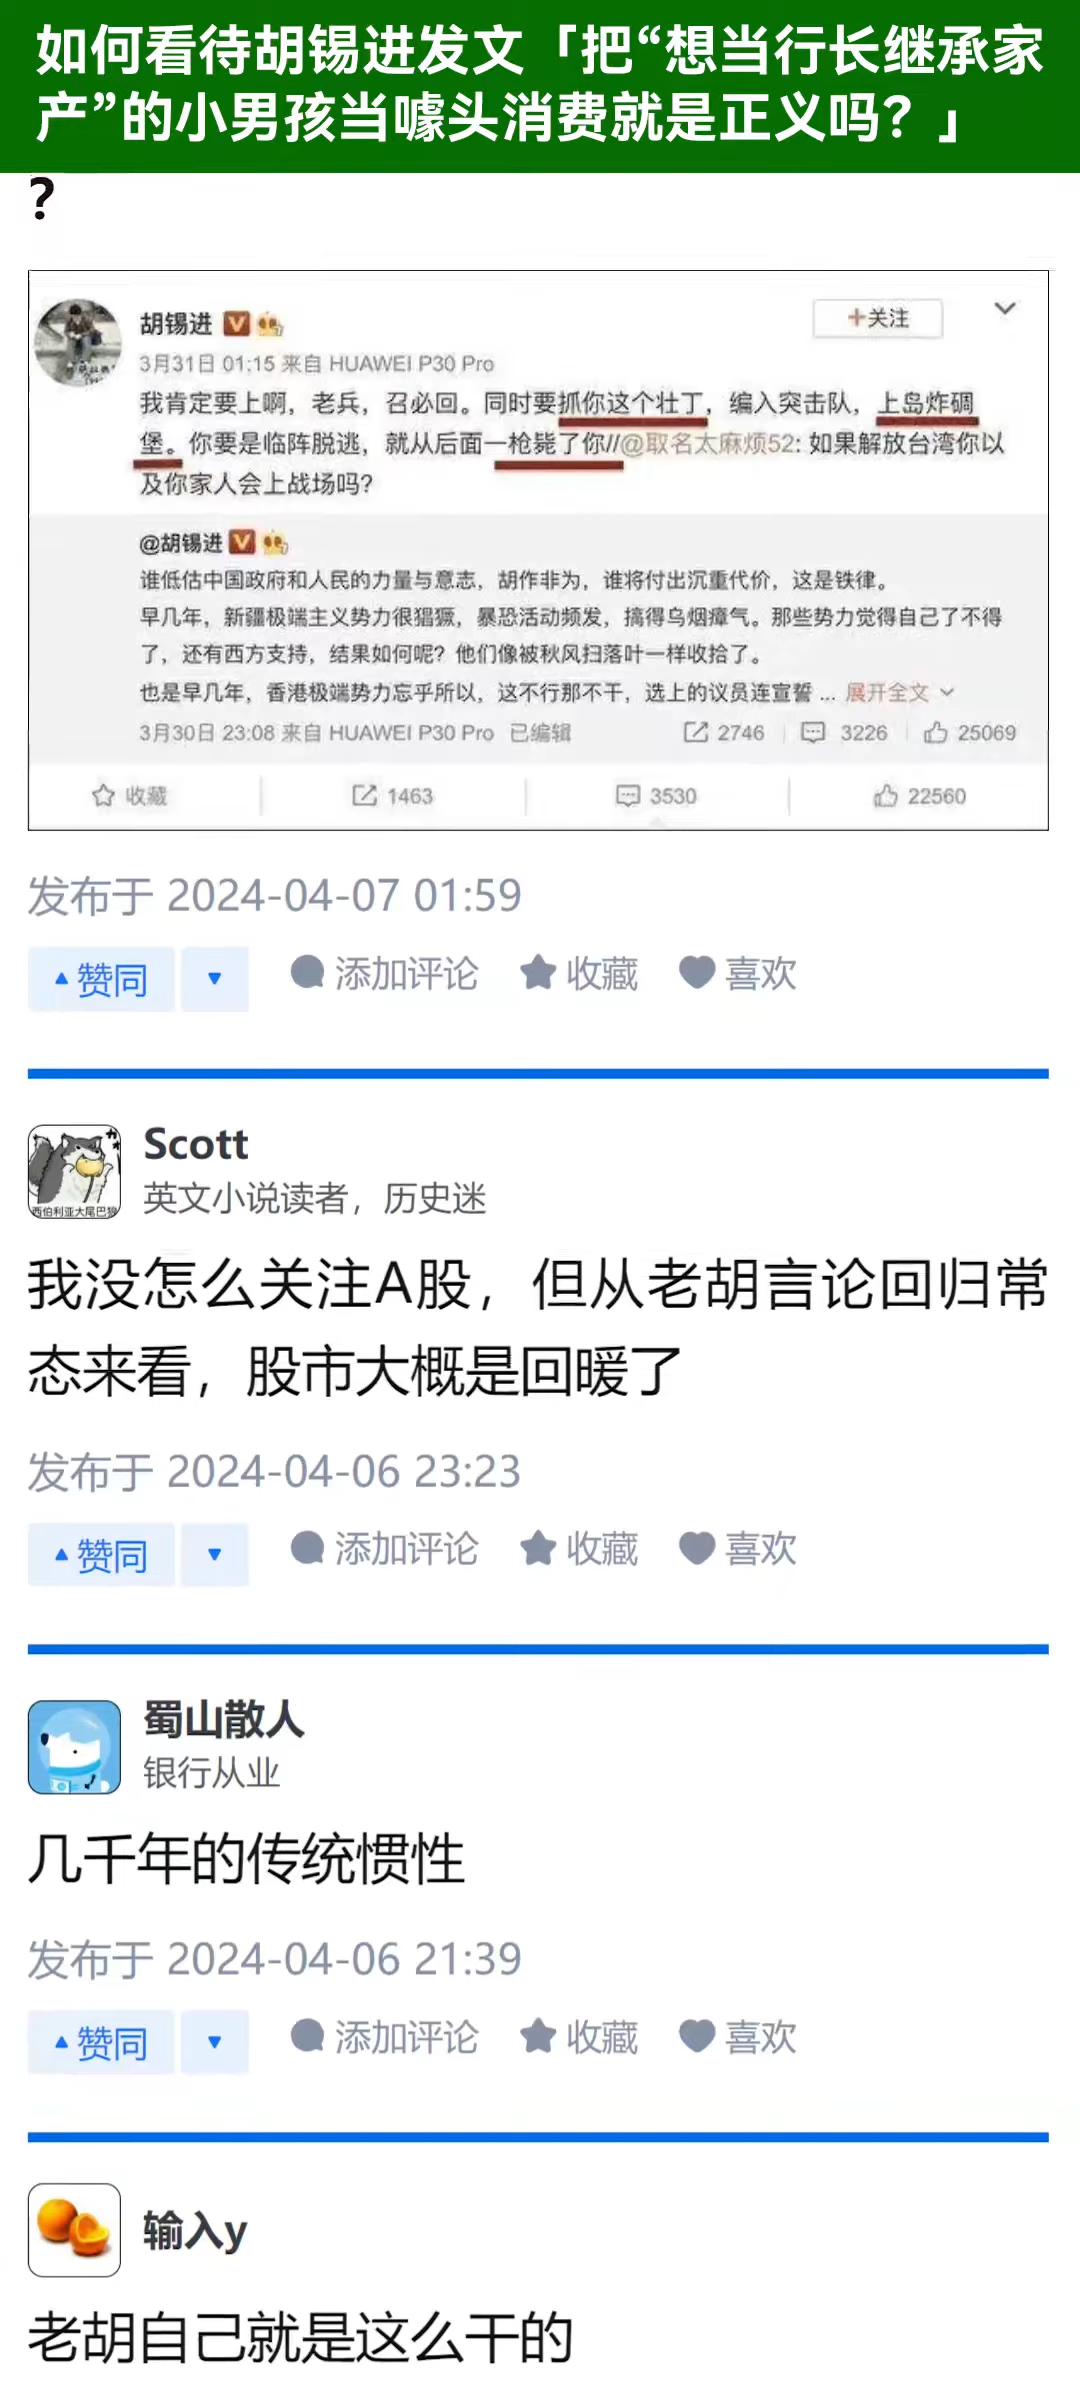 如何看待胡锡进发文「把“想当行长继承家
产”的小男孩当噱头消费就是正义吗？」
?
胡锡进
+关注
3月31日 01:15 来自 HUAWEI P30 Pro
我肯定要上啊，老兵，召必回。同时要抓你这个壮丁，编入突击队，上岛炸碉
堡。你要是临阵脱逃，就从后面一枪毙了你//@取名太麻烦52: 如果解放台湾你以
及你家人会上战场吗?
@胡锡进
谁低估中国政府和人民的力量与意志，胡作非为，谁将付出沉重代价，这是铁律。
早几年，新疆极端主义势力很猖獗，暴恐活动频发，搞得乌烟瘴气。那些势力觉得自己了不得
了，还有西方支持，结果如何呢？他们像被秋风扫落叶一样收拾了。
也是早几年，香港极端势力忘乎所以，这不行那不干，选上的议员连宣誓 ... 展开全文
3月30日 23:08 来自 HUAWEI P30 Pro 已编辑 2746 3226 25069
收藏 1463 3530 22560
发布于 2024-04-07 01:59
赞同 添加评论 收藏 喜欢
西伯利亚大尾巴狼
Scott
英文小说读者，历史迷
我没怎么关注A股，但从老胡言论回归常
态来看，股市大概是回暖了
发布于 2024-04-06 23:23
赞同 添加评论 收藏 喜欢
蜀山散人
银行从业
几千年的传统惯性
发布于 2024-04-06 21:39
赞同 添加评论 收藏 喜欢
输入y
老胡自己就是这么干的